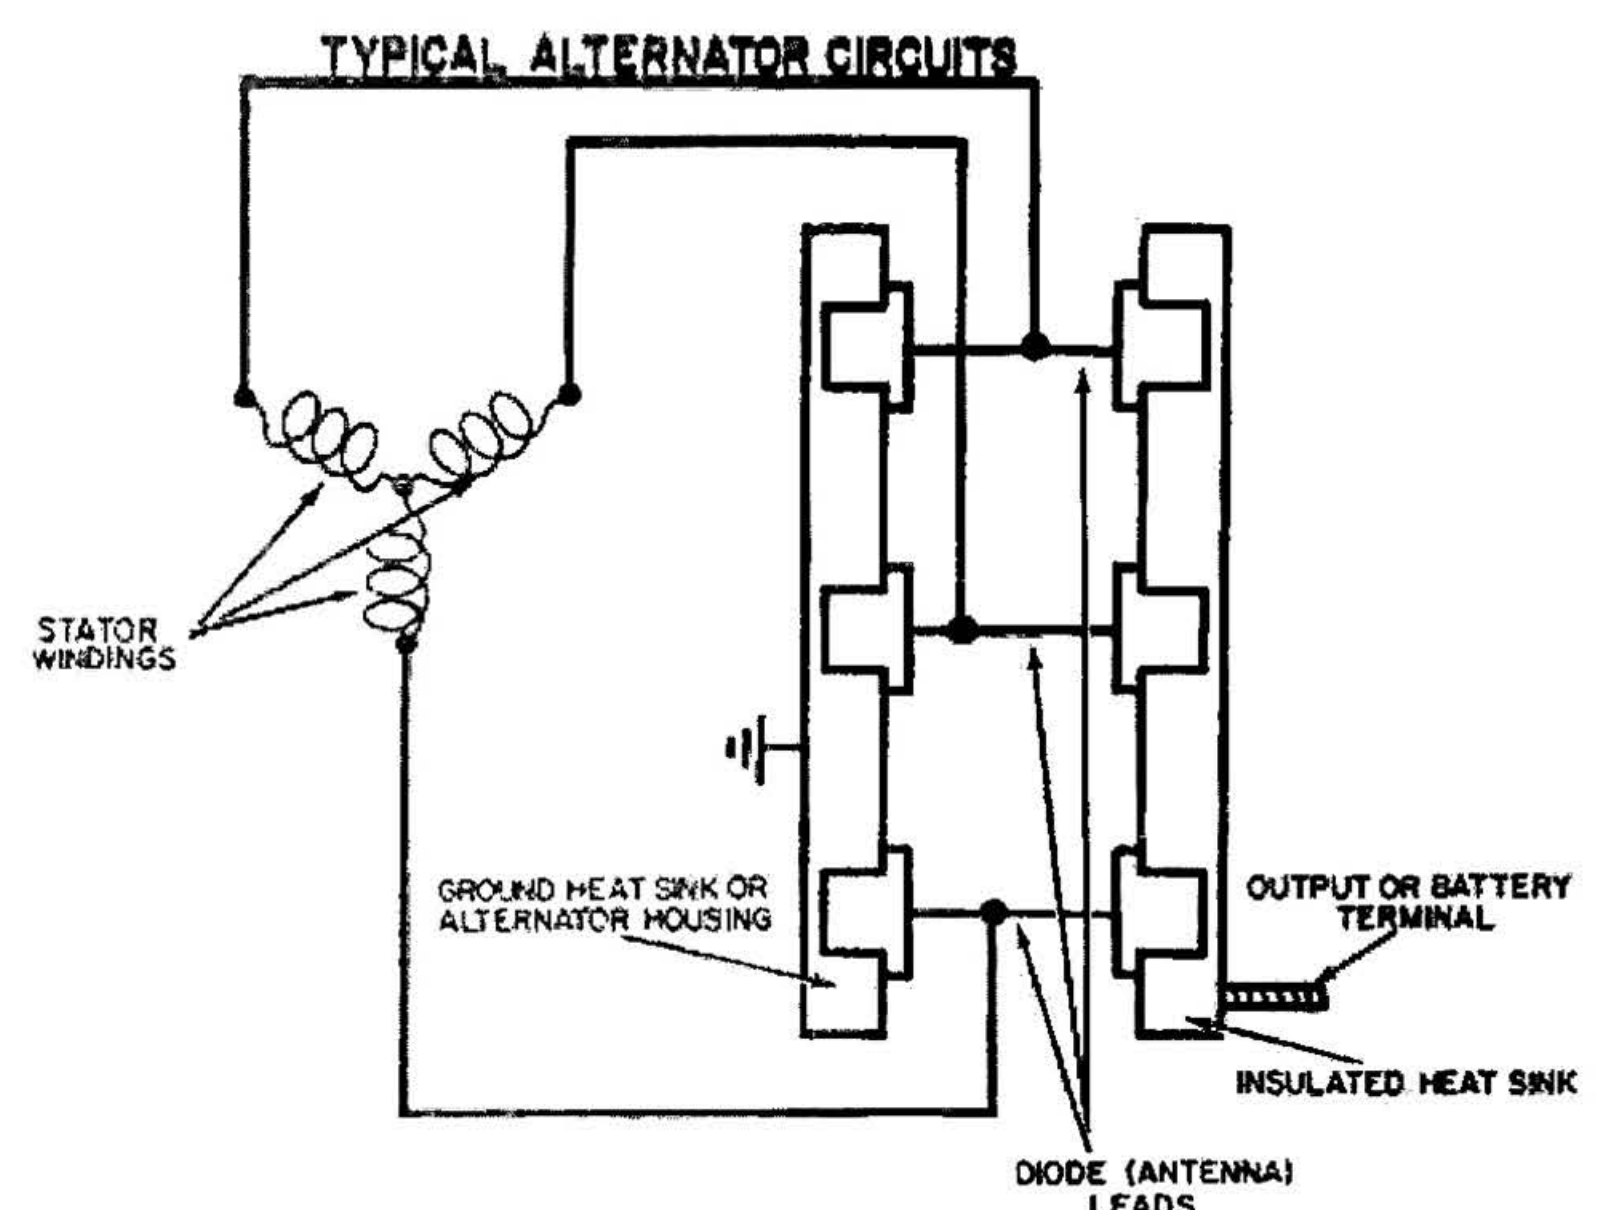 TYPICAL ALTERNATOR CIRCUITS
STATOR
WINDINGS
GROUND HEAT SINK OR
ALTERNATOR HOUSING
OUTPUT OR BATTERY
TERMINAL
INSULATED HEAT SINK
DIODE (ANTENNA)
LEADS